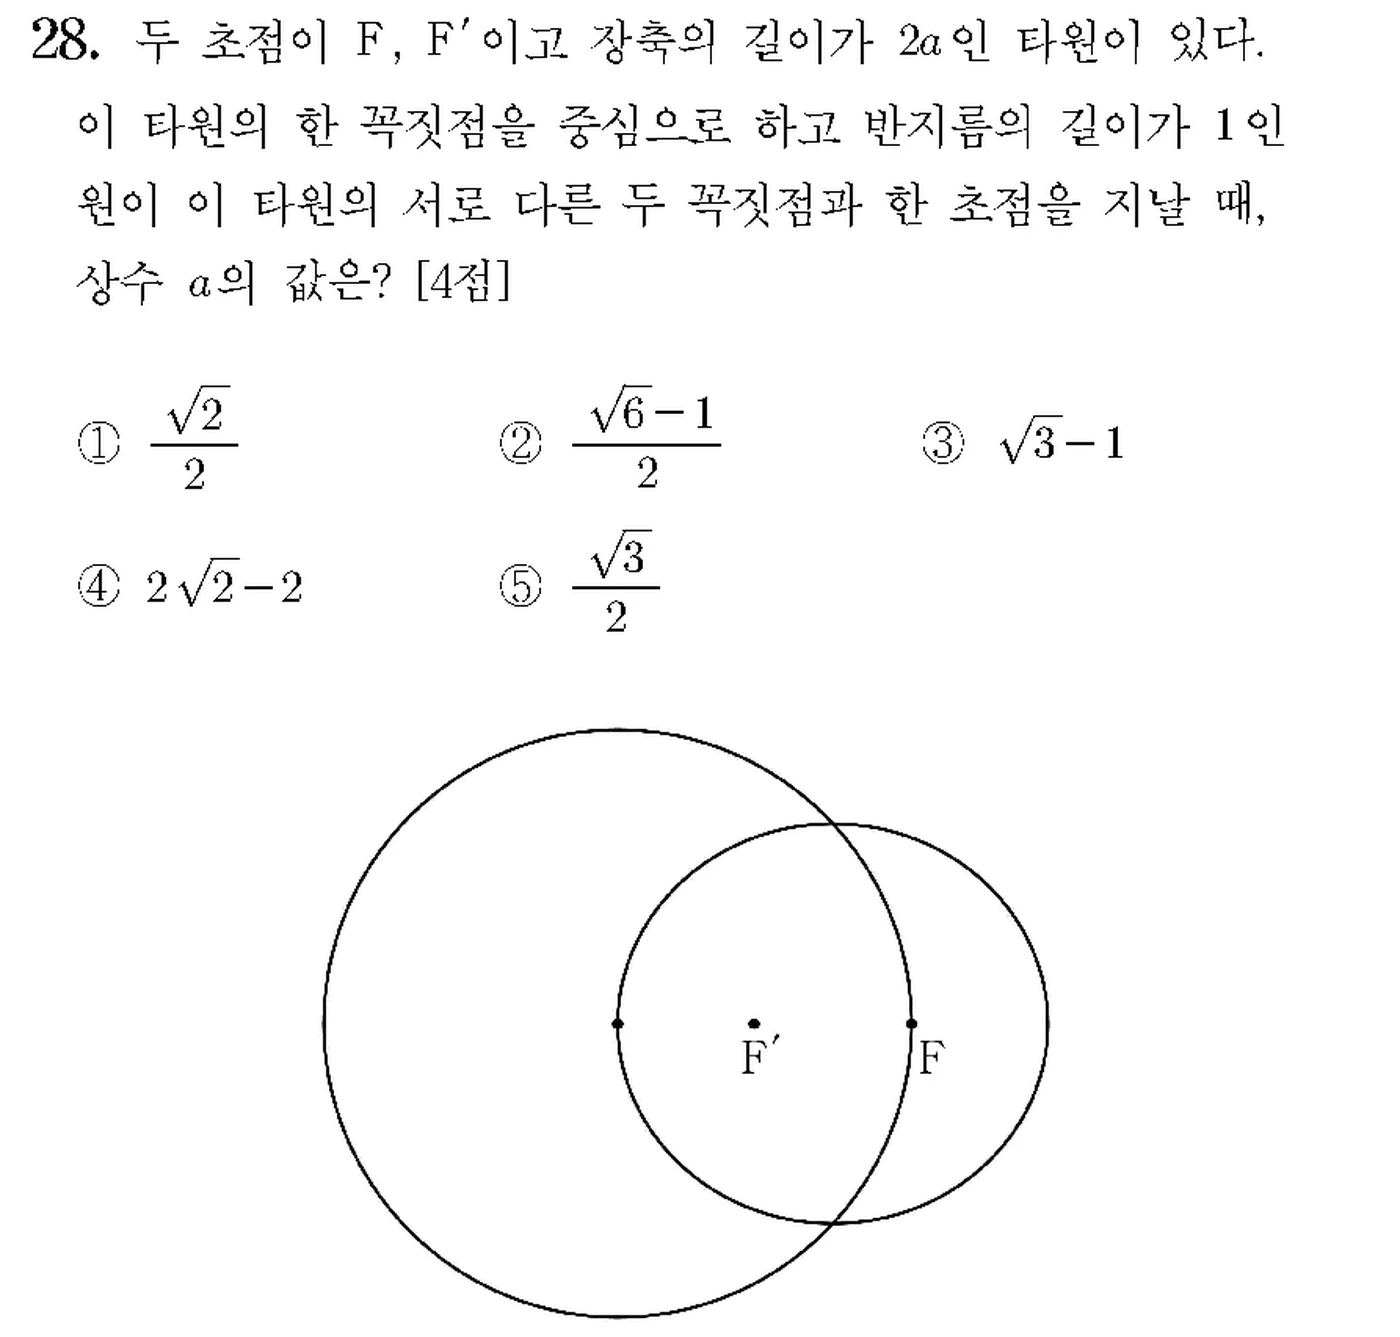 28. 두 초점이 F, F′이고 장축의 길이가 2a인 타원이 있다.
이 타원의 한 꼭짓점을 중심으로 하고 반지름의 길이가 1인
원이 이 타원의 서로 다른 두 꼭짓점과 한 초점을 지날 때,
상수 a의 값은? [4점]
① √2/2 ② (√6−1)/2 ③ √3−1
④ 2√2−2 ⑤ √3/2
F′ F